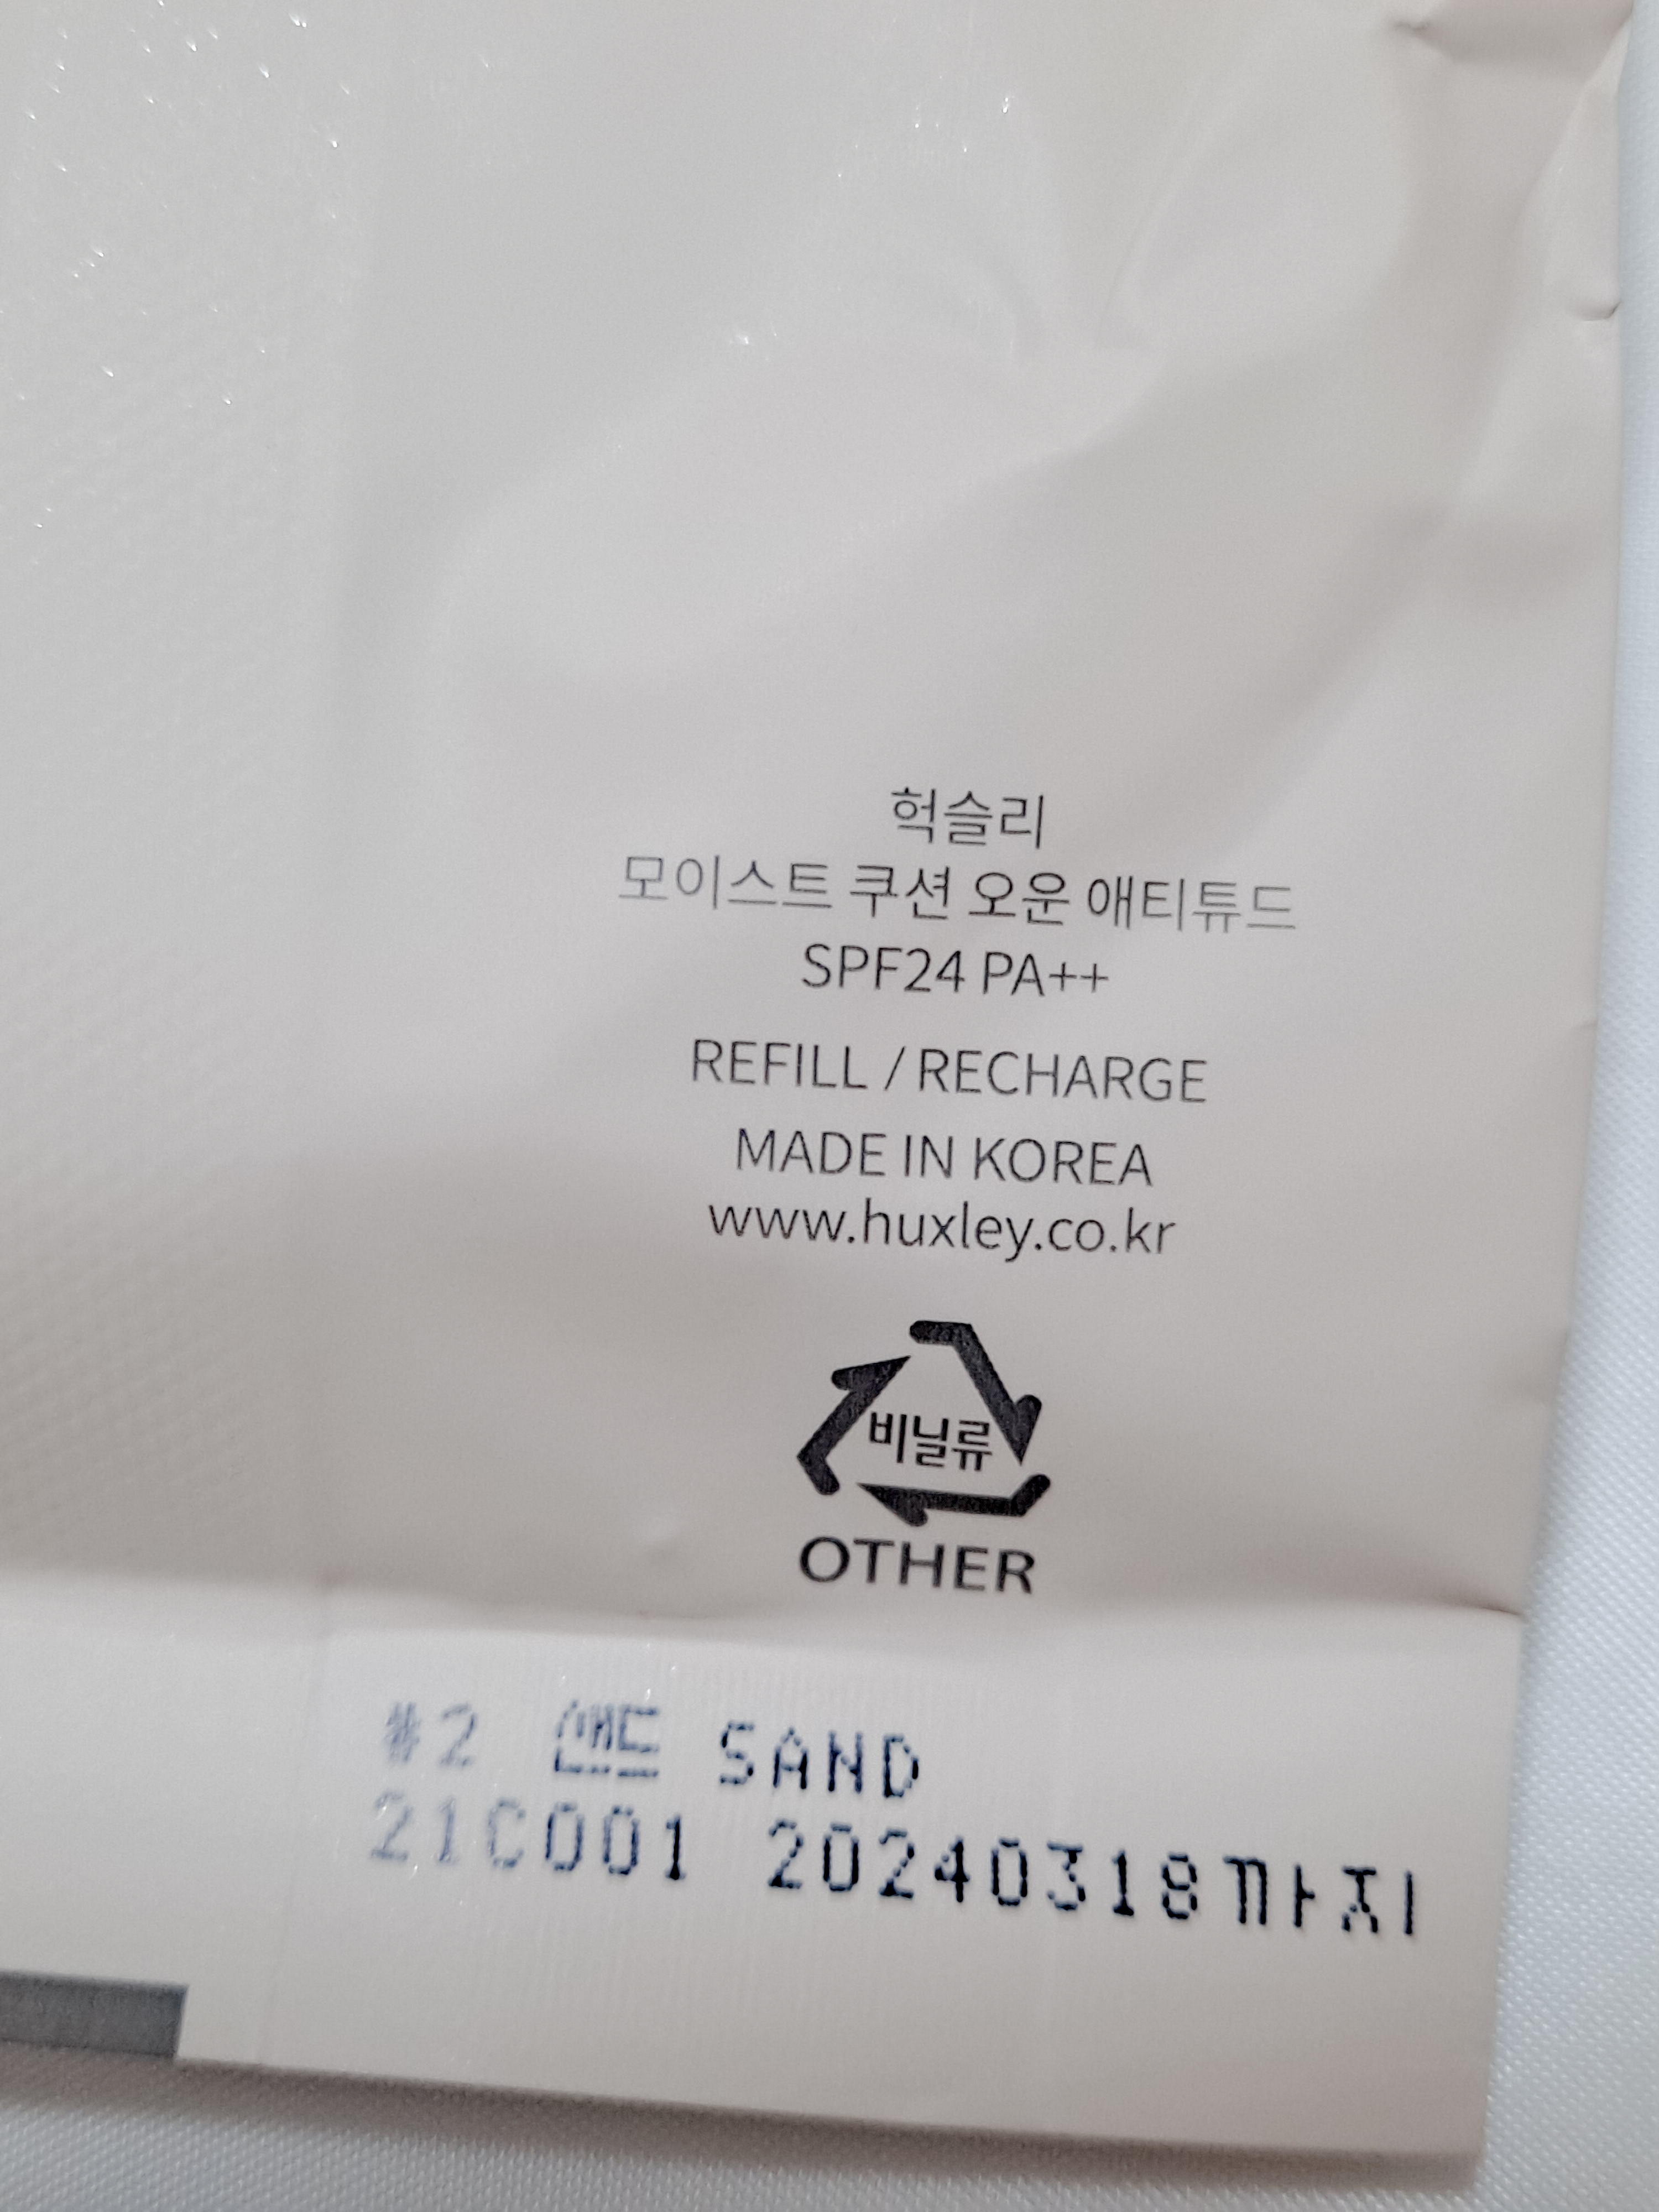 헉슬리
모이스트 쿠션 오운 애티튜드
SPF24 PA++
REFILL / RECHARGE
MADE IN KOREA
www.huxley.co.kr
비닐류
OTHER
#2 샌드 SAND
21C001 20240318까지